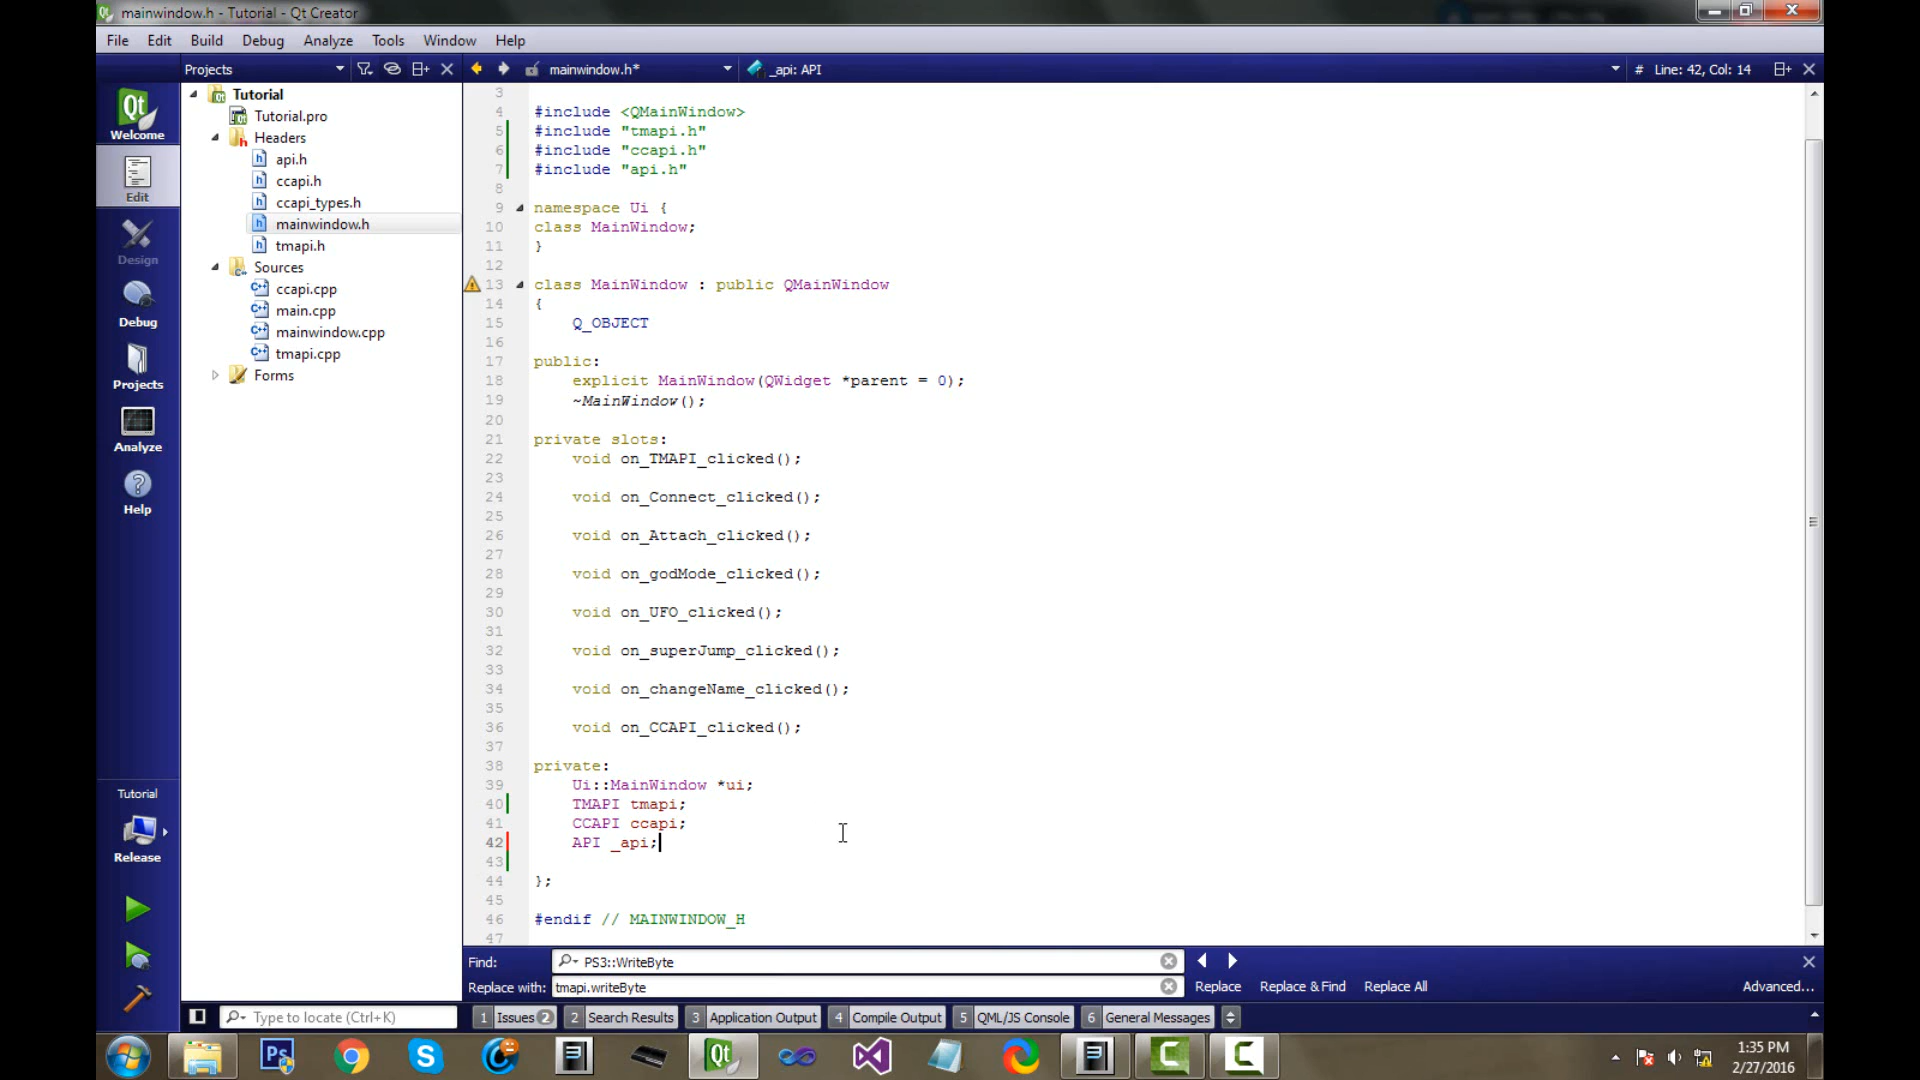 mainwindow.h - Tutorial - Qt Creator
File Edit Build Debug Analyze Tools Window Help
Projects mainwindow.h* _api: API # Line: 42, Col: 14
Welcome
Edit
Design
Debug
Projects
Analyze
Help
Tutorial
Release
Tutorial
Tutorial.pro
Headers
api.h
ccapi.h
ccapi_types.h
mainwindow.h
tmapi.h
Sources
ccapi.cpp
main.cpp
mainwindow.cpp
tmapi.cpp
Forms
3
4 #include <QMainWindow>
5 #include "tmapi.h"
6 #include "ccapi.h"
7 #include "api.h"
8
9 namespace Ui {
10 class MainWindow;
11 }
12
13 class MainWindow : public QMainWindow
14 {
15 Q_OBJECT
16
17 public:
18 explicit MainWindow(QWidget *parent = 0);
19 ~MainWindow();
20
21 private slots:
22 void on_TMAPI_clicked();
23
24 void on_Connect_clicked();
25
26 void on_Attach_clicked();
27
28 void on_godMode_clicked();
29
30 void on_UFO_clicked();
31
32 void on_superJump_clicked();
33
34 void on_changeName_clicked();
35
36 void on_CCAPI_clicked();
37
38 private:
39 Ui::MainWindow *ui;
40 TMAPI tmapi;
41 CCAPI ccapi;
42 API _api;
43
44 };
45
46 #endif // MAINWINDOW_H
47
Find: PS3::WriteByte
Replace with: tmapi.writeByte Replace Replace & Find Replace All Advanced...
Type to locate (Ctrl+K) 1 Issues 2 2 Search Results 3 Application Output 4 Compile Output 5 QML/JS Console 6 General Messages
1:35 PM
2/27/2016